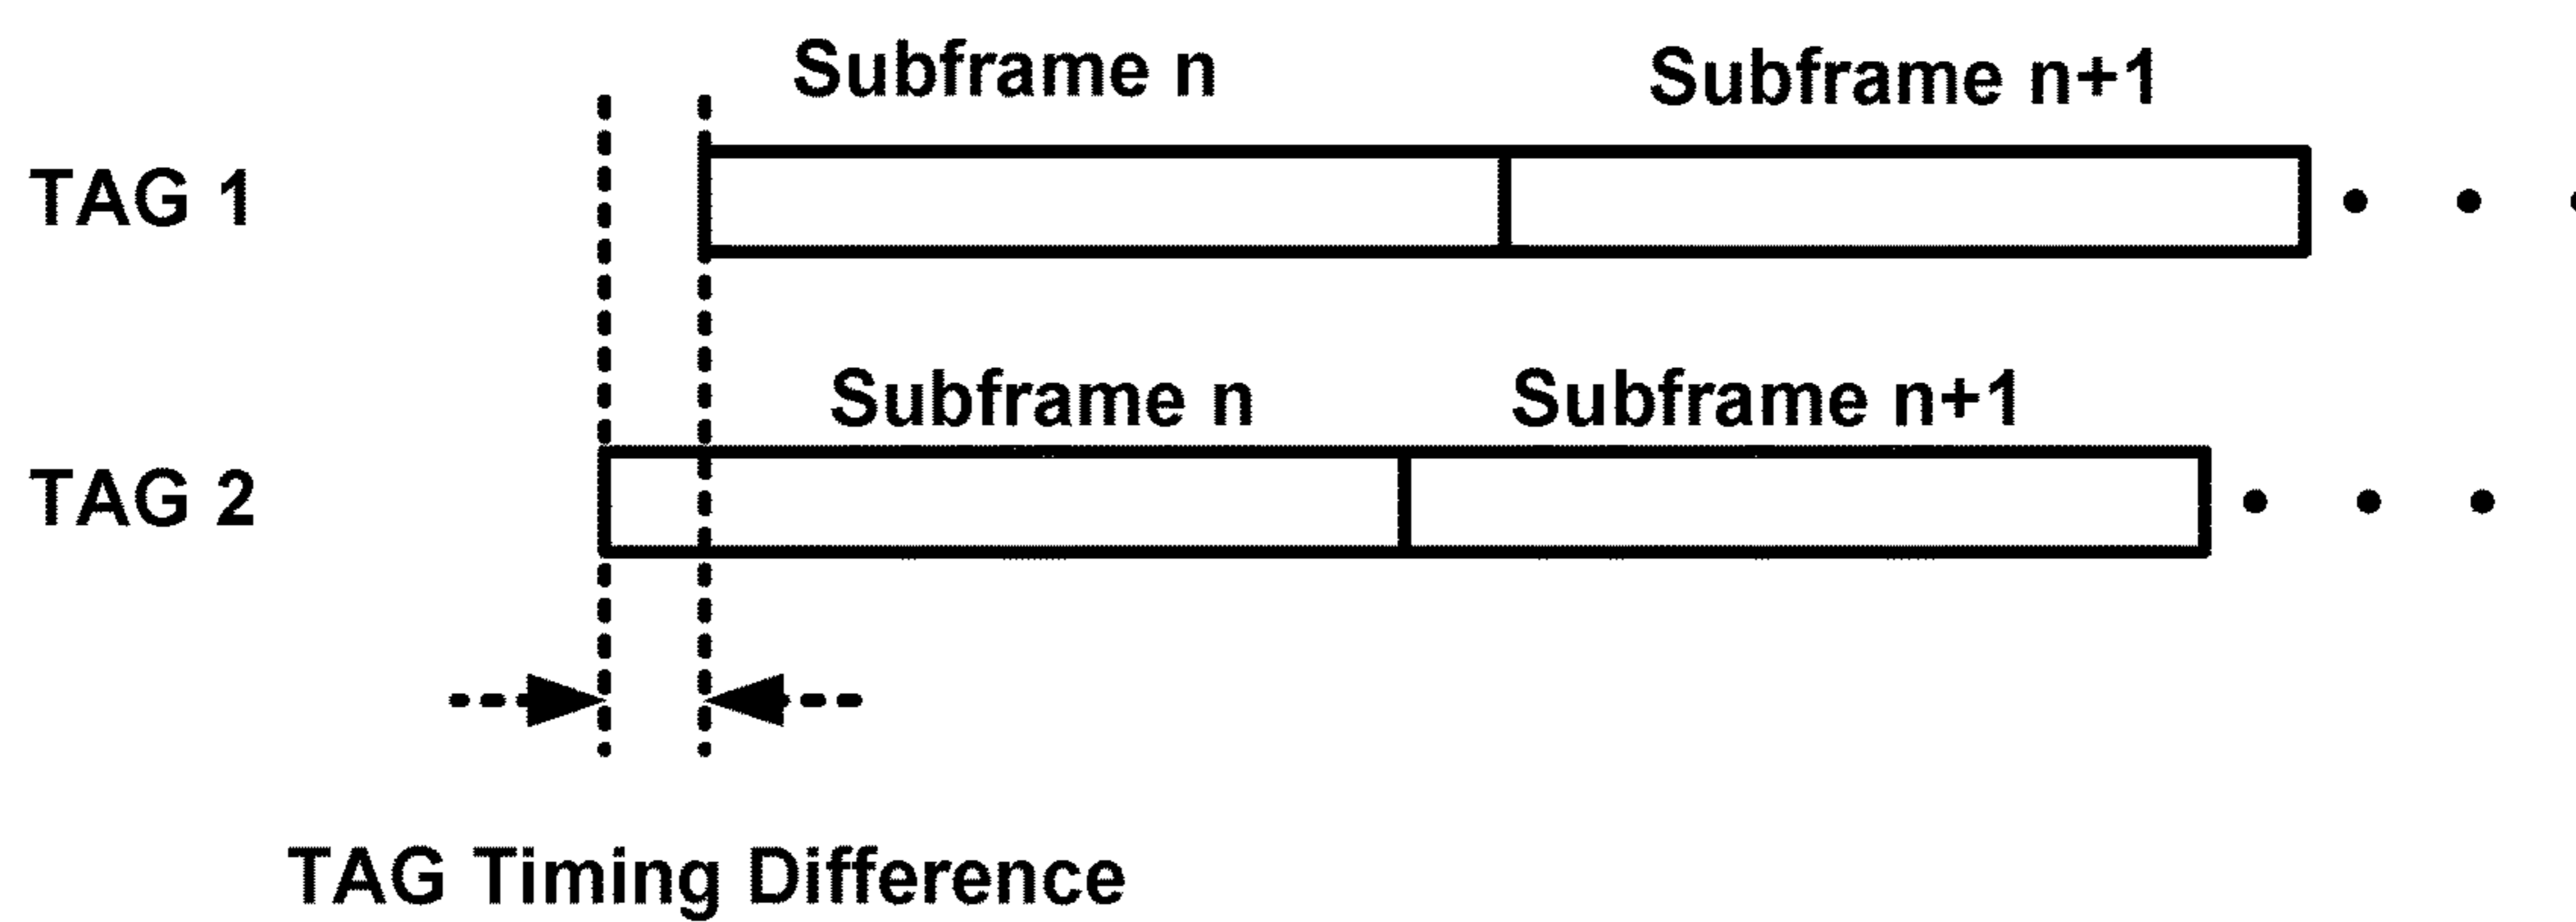 Subframe n
Subframe n+1
TAG 1
Subframe n
Subframe n+1
TAG 2
TAG Timing Difference